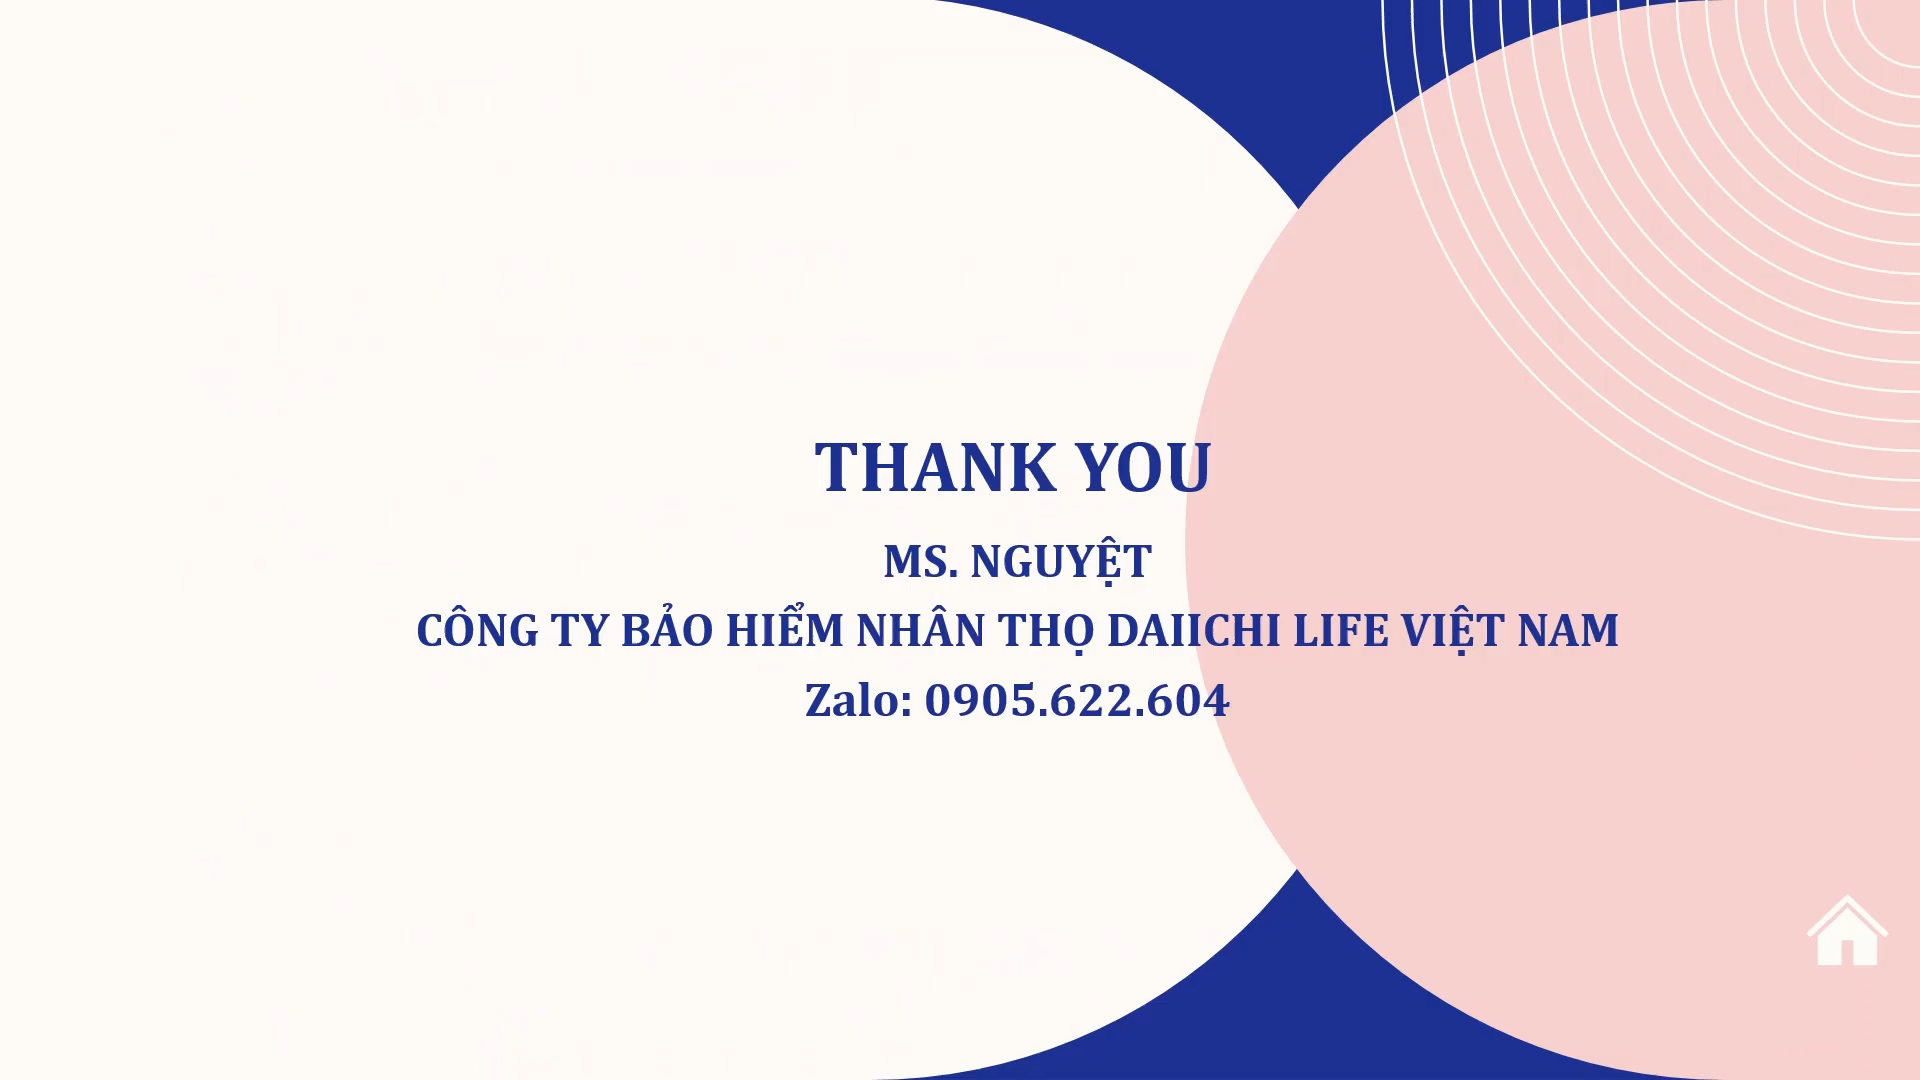 THANK YOU
MS. NGUYỆT
CÔNG TY BẢO HIỂM NHÂN THỌ DAIICHI LIFE VIỆT NAM
Zalo: 0905.622.604